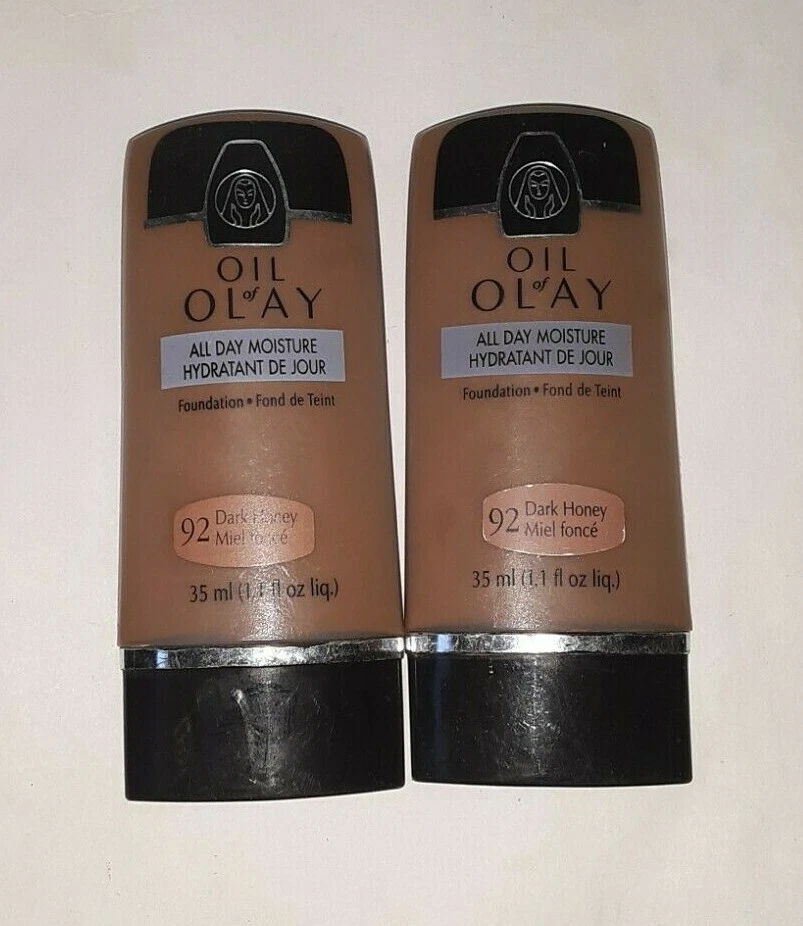 OIL
of
OLAY
ALL DAY MOISTURE
HYDRATANT DE JOUR
Foundation • Fond de Teint
92 Dark Honey
Miel foncé
35 ml (1,1 fl oz liq.)
OIL
of
OLAY
ALL DAY MOISTURE
HYDRATANT DE JOUR
Foundation • Fond de Teint
92 Dark Honey
Miel foncé
35 ml (1,1 fl oz liq.)